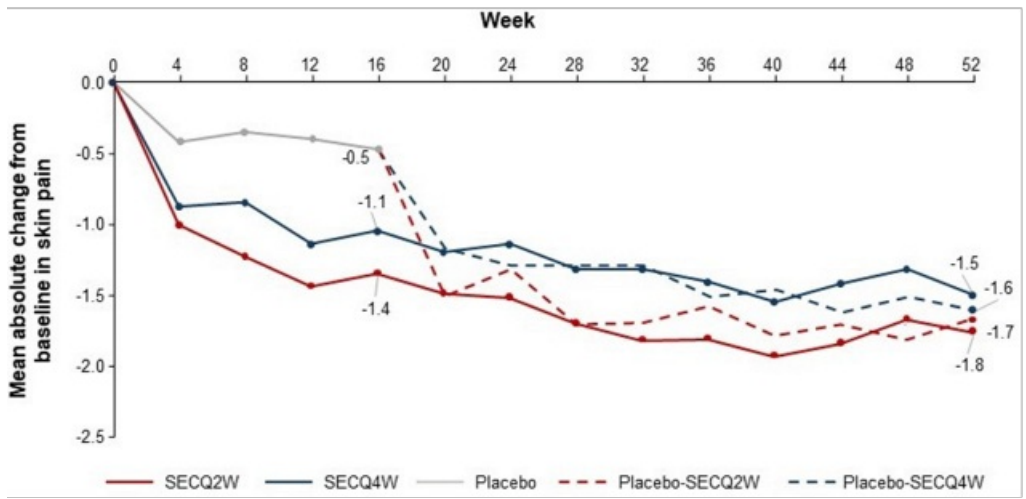 Week
0 4 8 12 16 20 24 28 32 36 40 44 48 52
Mean absolute change from
baseline in skin pain
0.0
-0.5
-1.0
-1.5
-2.0
-2.5
-0.5
-1.1
-1.4
-1.5
-1.6
-1.7
-1.8
SECQ2W SECQ4W Placebo Placebo-SECQ2W Placebo-SECQ4W